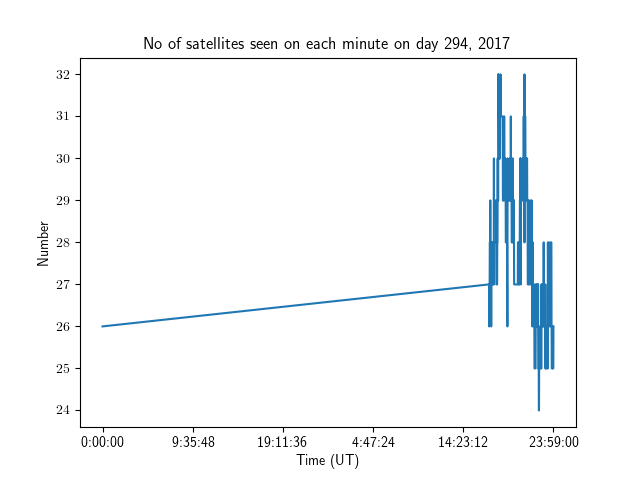 No of satellites seen on each minute on day 294, 2017
32
31
30
29
28
27
26
25
24
Number
0:00:00 9:35:48 19:11:36 4:47:24 14:23:12 23:59:00
Time (UT)